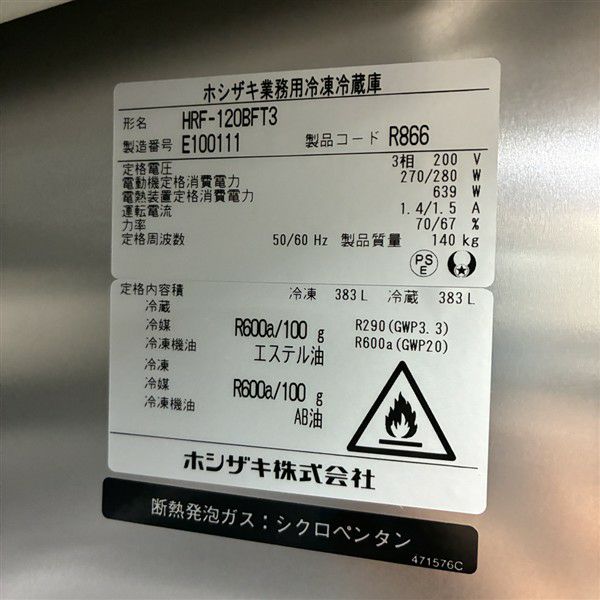 ホシザキ業務用冷凍冷蔵庫
形名 HRF-120BFT3
製造番号 E100111 製品コード R866
定格電圧 3相 200 V
電動機定格消費電力 270/280 W
電熱装置定格消費電力 639 W
運転電流 1.4/1.5 A
力率 70/67 %
定格周波数 50/60 Hz 製品質量 140 kg
PS
E
定格内容積 冷凍 383 L 冷蔵 383 L
冷蔵
冷媒 R600a/100 g R290(GWP3.3)
冷凍機油 エステル油 R600a(GWP20)
冷凍
冷媒 R600a/100 g
冷凍機油 AB油
ホシザキ株式会社
断熱発泡ガス：シクロペンタン
471576C